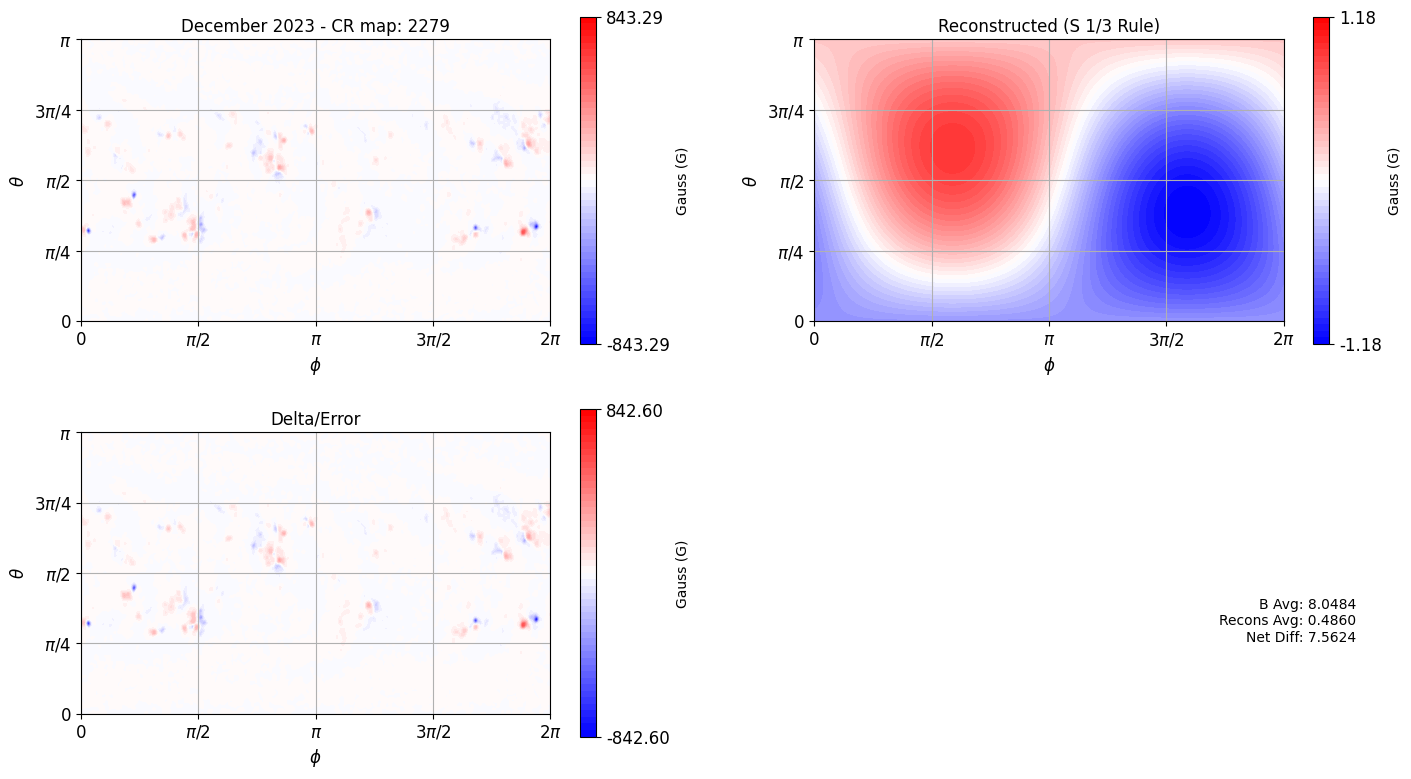 December 2023 - CR map: 2279
π
3π/4
π/2
π/4
0
θ
0
π/2
π
3π/2
2π
ϕ
843.29
-843.29
Gauss (G)
Reconstructed (S 1/3 Rule)
π
3π/4
π/2
π/4
0
θ
0
π/2
π
3π/2
2π
ϕ
1.18
-1.18
Gauss (G)
Delta/Error
π
3π/4
π/2
π/4
0
θ
0
π/2
π
3π/2
2π
ϕ
842.60
-842.60
Gauss (G)
B Avg: 8.0484
Recons Avg: 0.4860
Net Diff: 7.5624